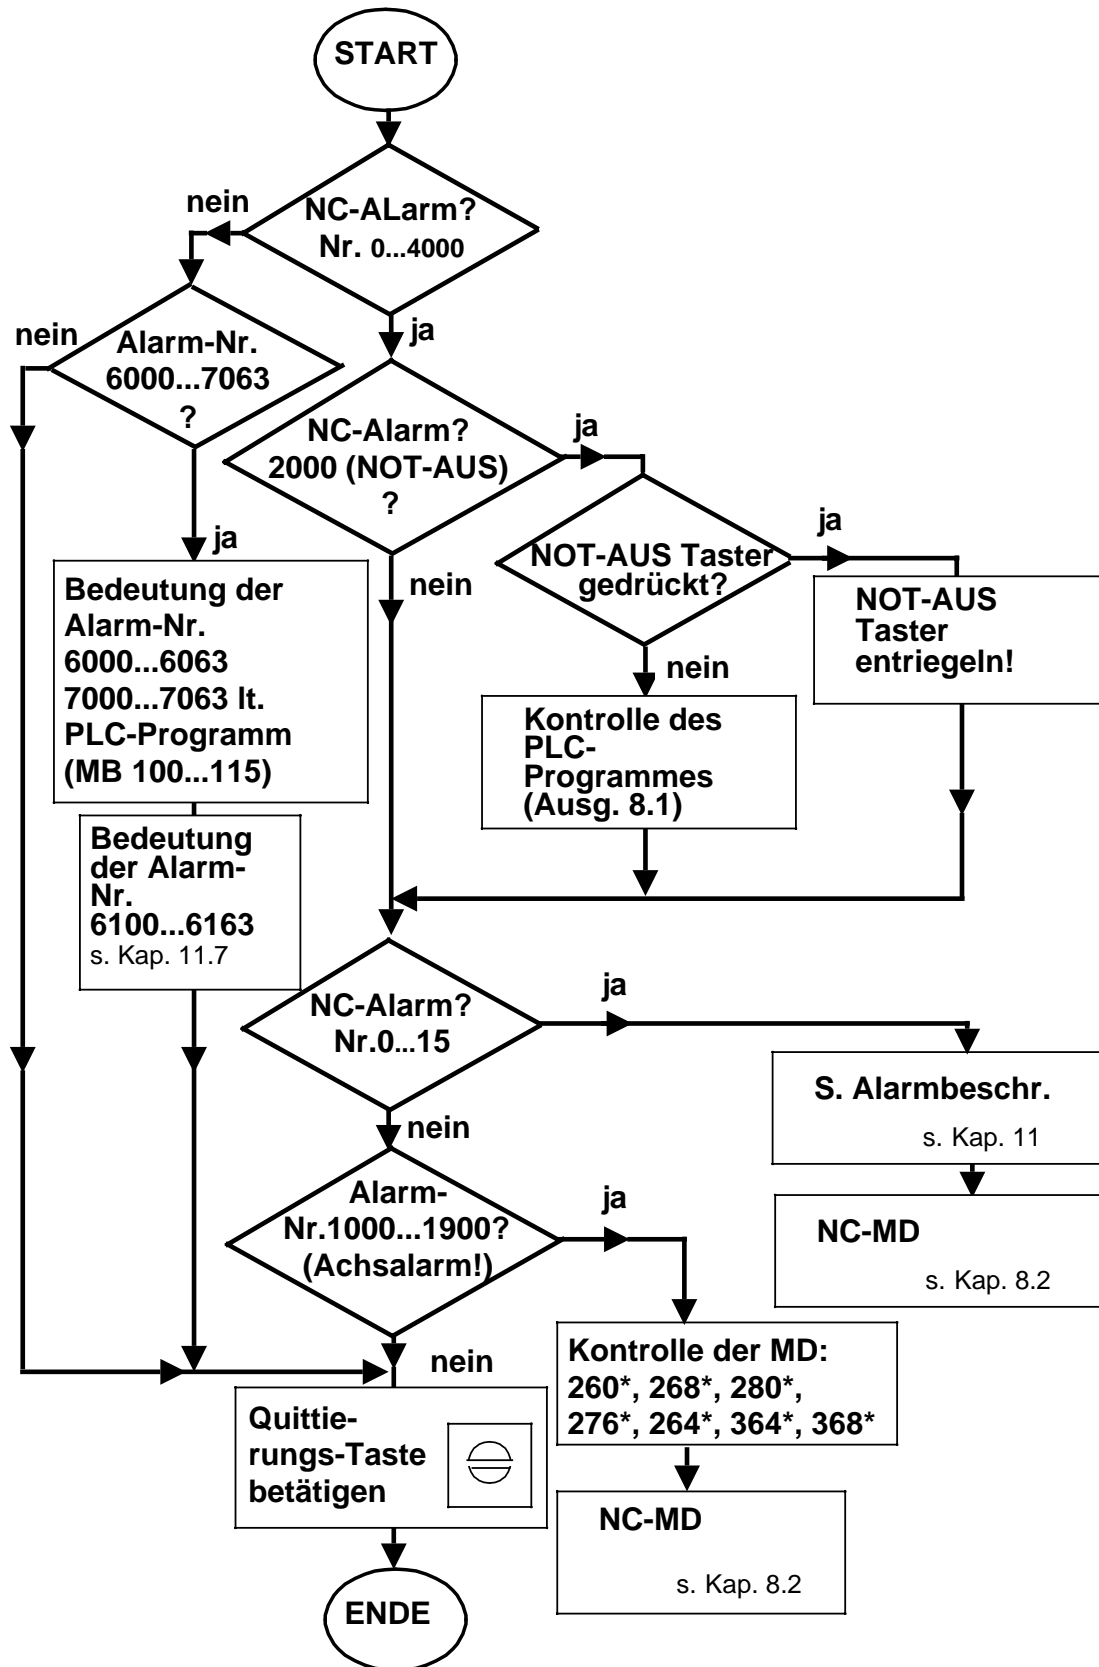 START
nein
NC-ALarm?
Nr. 0...4000
nein
Alarm-Nr.
6000...7063
?
ja
NC-Alarm?
2000 (NOT-AUS)
?
ja
NOT-AUS Taster
gedrückt?
ja
NOT-AUS
Taster
entriegeln!
ja
Bedeutung der
Alarm-Nr.
6000...6063
7000...7063 lt.
PLC-Programm
(MB 100...115)
nein
nein
Kontrolle des
PLC-
Programmes
(Ausg. 8.1)
Bedeutung
der Alarm-
Nr.
6100...6163
s. Kap. 11.7
NC-Alarm?
Nr.0...15
ja
S. Alarmbeschr.
s. Kap. 11
nein
Alarm-
Nr.1000...1900?
(Achsalarm!)
ja
NC-MD
s. Kap. 8.2
nein
Kontrolle der MD:
260*, 268*, 280*,
276*, 264*, 364*, 368*
Quittie-
rungs-Taste
betätigen
NC-MD
s. Kap. 8.2
ENDE